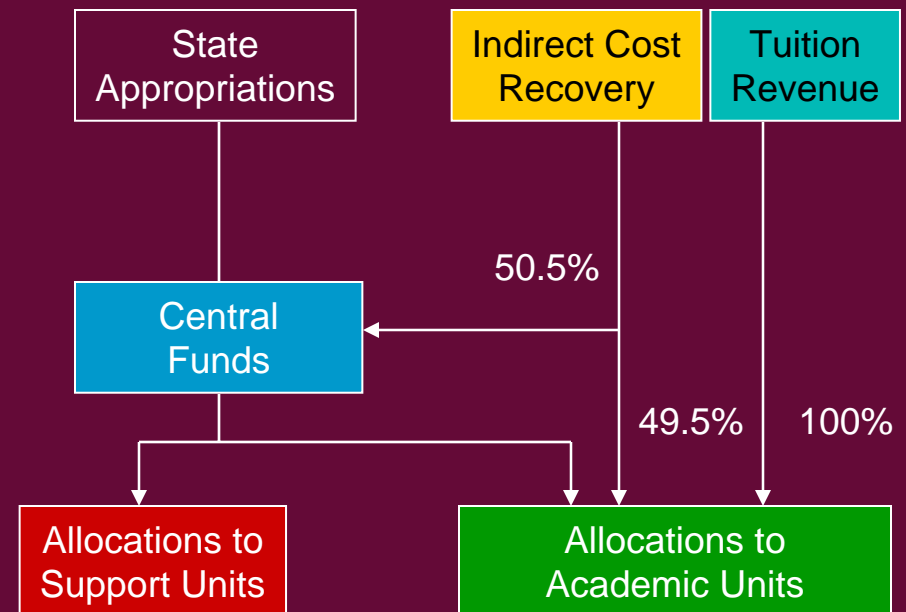 State
Appropriations
Indirect Cost
Recovery
Tuition
Revenue
50.5%
Central
Funds
49.5%
100%
Allocations to
Support Units
Allocations to
Academic Units